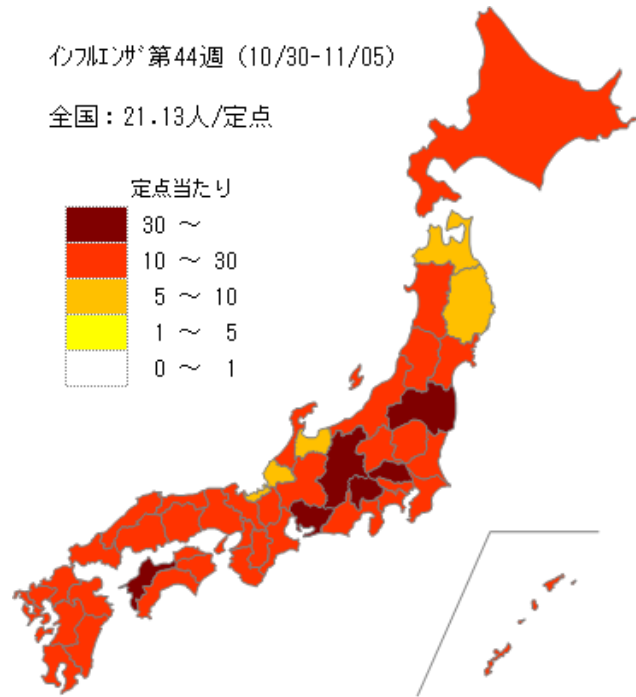 ｲﾝﾌﾙｴﾝｻﾞ第44週 (10/30-11/05)
全国：21.13人/定点
定点当たり
30 ～
10 ～ 30
5 ～ 10
1 ～ 5
0 ～ 1